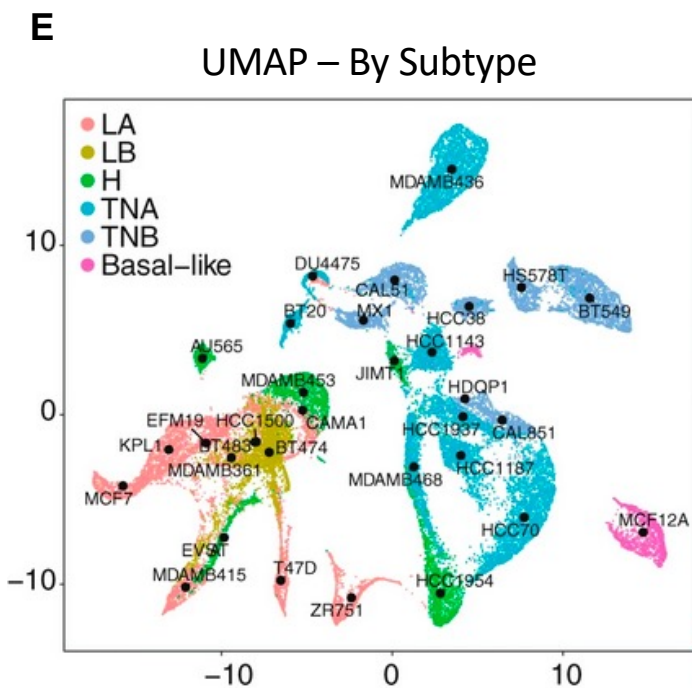 E
UMAP – By Subtype
LA
LB
H
TNA
TNB
Basal–like
MDAMB436
10
DU4475
CAL51
HS578T
BT20
MX1
HCC38
BT549
AU565
HCC1143
JIMT1
MDAMB453
HDQP1
0
EFM19
HCC1500
CAMA1
HCC1937
CAL851
KPL1
BT483
BT474
MDAMB361
MDAMB468
HCC1187
MCF7
MCF12A
HCC70
EVSAT
MDAMB415
T47D
HCC1954
−10
ZR751
−10
0
10